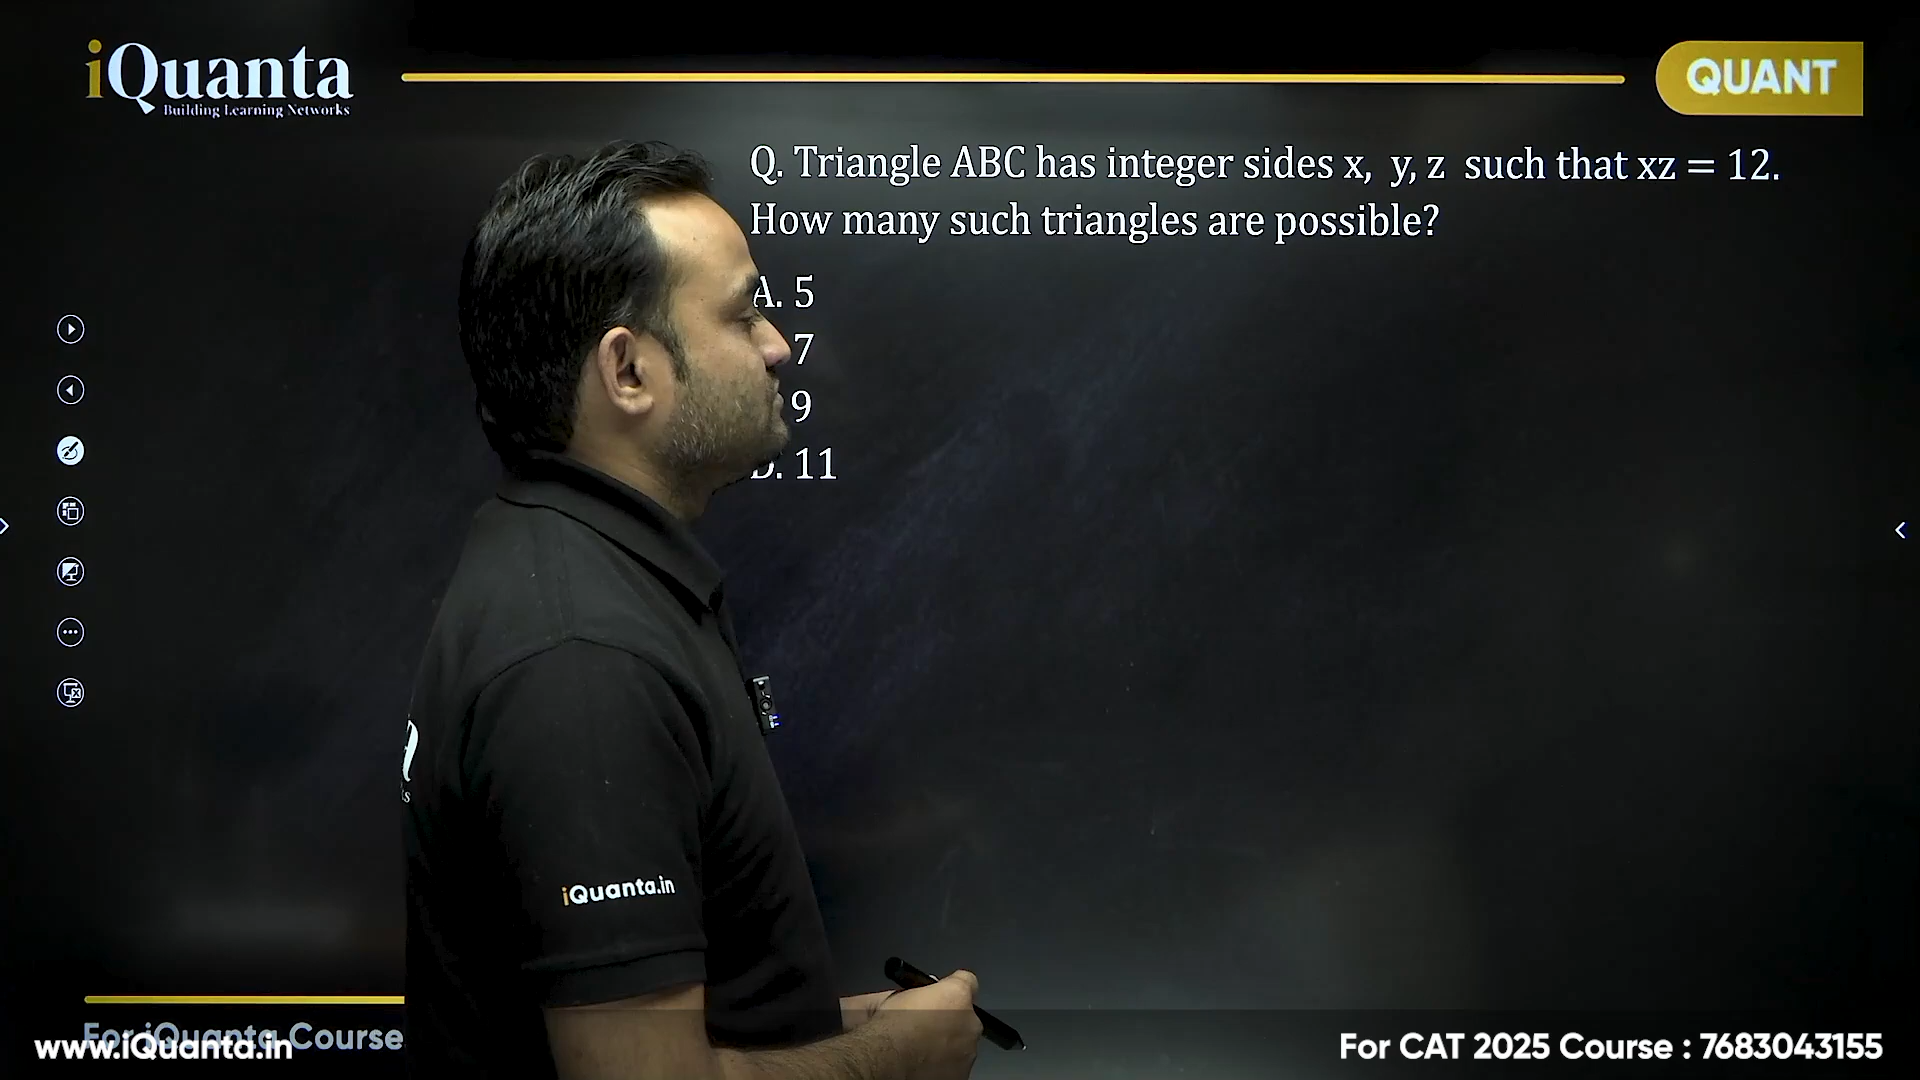 iQuanta
Building Learning Networks
QUANT
Q. Triangle ABC has integer sides x, y, z such that xz = 12.
How many such triangles are possible?
A. 5
7
9
D. 11
iQuanta.in
For iQuanta Course
www.iQuanta.in
For CAT 2025 Course : 7683043155